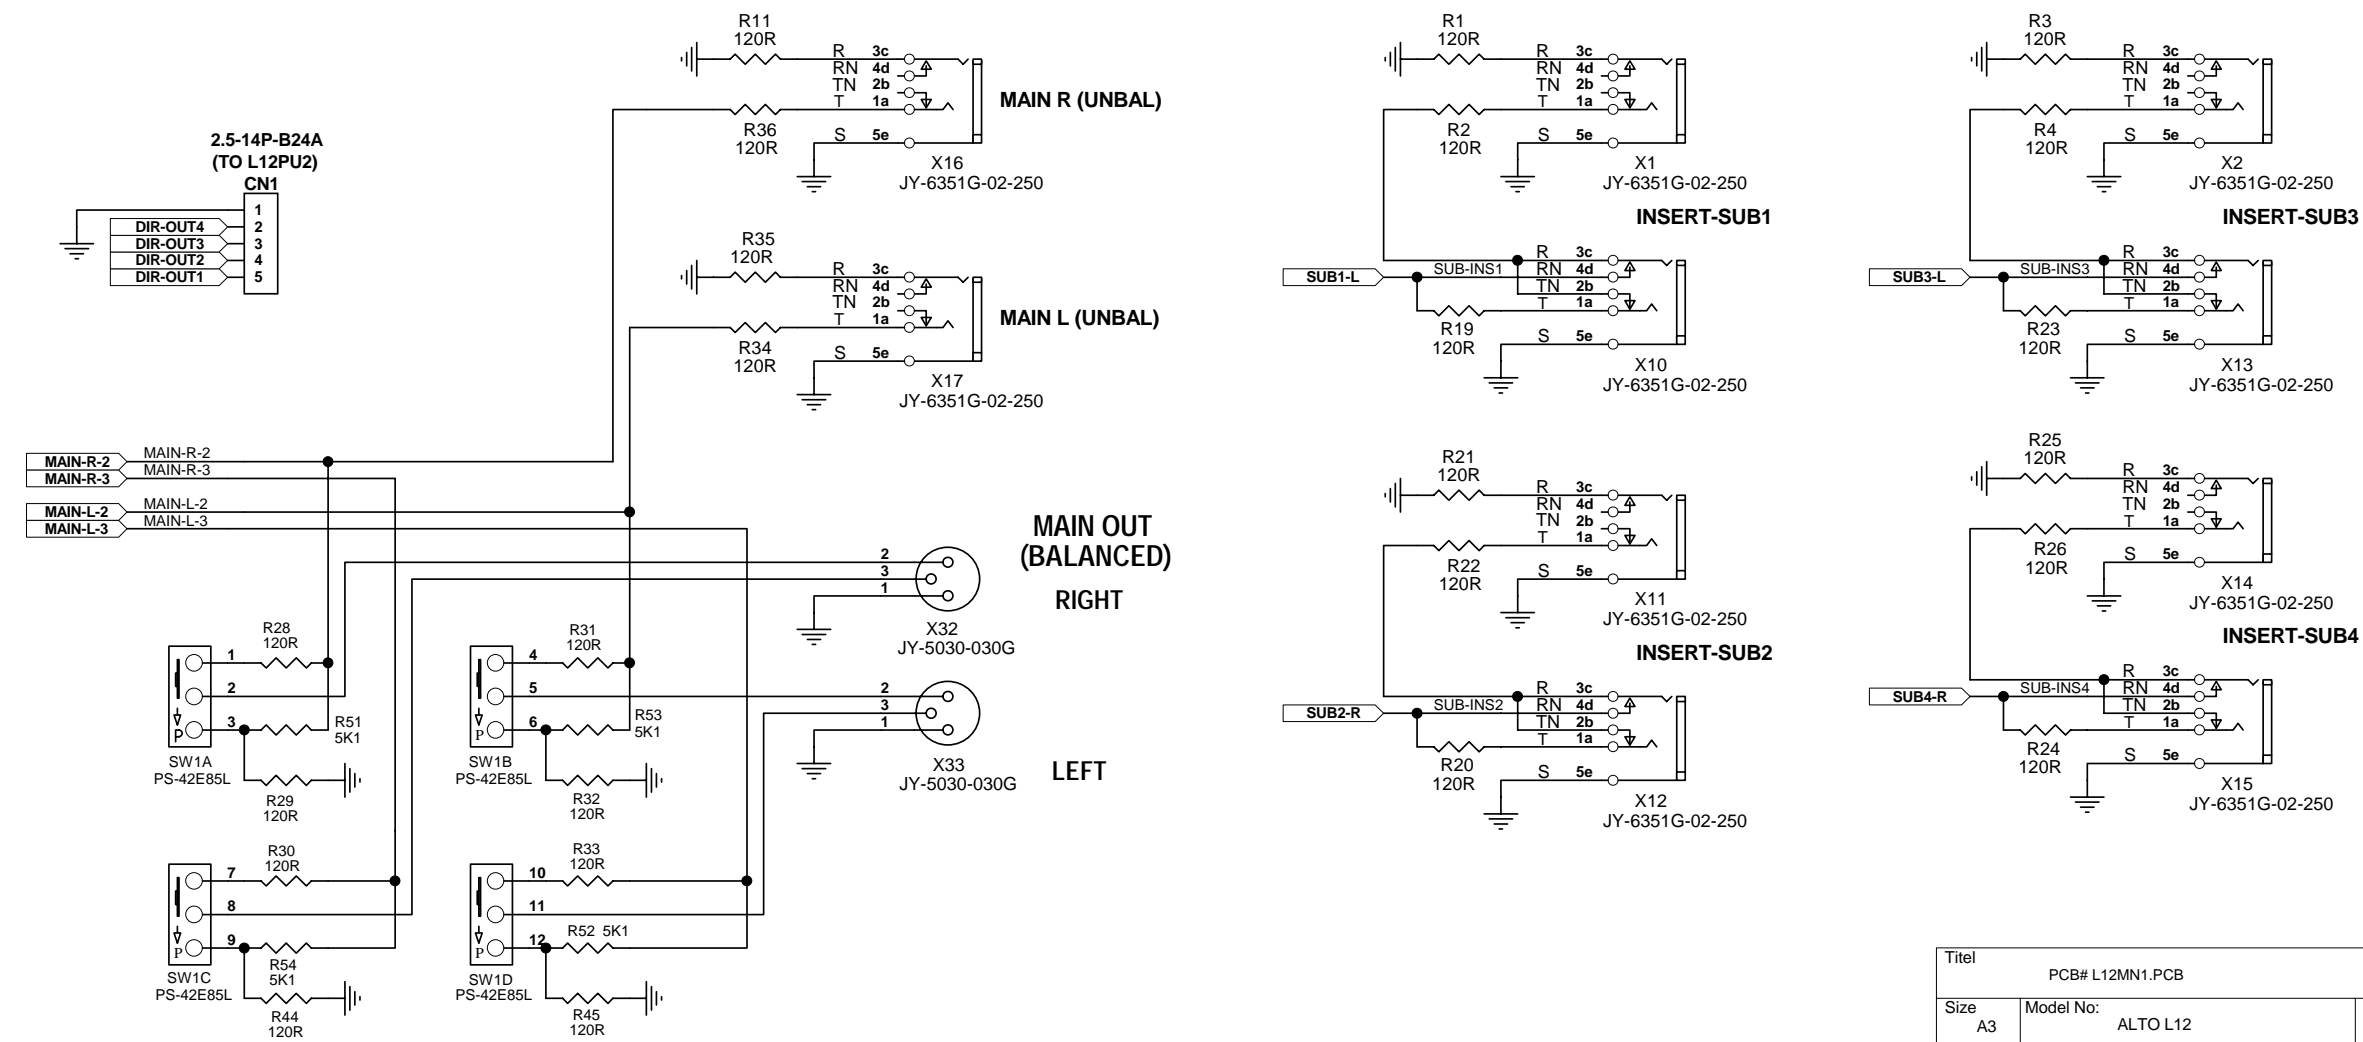 2.5-14P-B24A
(TO L12PU2)
CN1
1
DIR-OUT4 2
DIR-OUT3 3
DIR-OUT2 4
DIR-OUT1 5
R11
120R
R 3c
RN 4d
TN 2b
T 1a
R36
120R
S 5e
MAIN R (UNBAL)
X16
JY-6351G-02-250
R35
120R
R 3c
RN 4d
TN 2b
T 1a
R34
120R
S 5e
MAIN L (UNBAL)
X17
JY-6351G-02-250
MAIN-R-2 MAIN-R-2
MAIN-R-3 MAIN-R-3
MAIN-L-2 MAIN-L-2
MAIN-L-3 MAIN-L-3
MAIN OUT
(BALANCED)
RIGHT
2
3
1
X32
JY-5030-030G
2
3
1
X33
JY-5030-030G
LEFT
R28
120R
1
2
3
P
R51
5K1
SW1A
PS-42E85L
R29
120R
R31
120R
4
5
6
P
R53
5K1
SW1B
PS-42E85L
R32
120R
R30
120R
7
8
9
P
R54
5K1
SW1C
PS-42E85L
R44
120R
R33
120R
10
11
12
P
R52 5K1
SW1D
PS-42E85L
R45
120R
R1
120R
R 3c
RN 4d
TN 2b
T 1a
R2
120R
S 5e
X1
JY-6351G-02-250
INSERT-SUB1
SUB1-L
SUB-INS1
R 3c
RN 4d
TN 2b
T 1a
R19
120R
S 5e
X10
JY-6351G-02-250
R21
120R
R 3c
RN 4d
TN 2b
T 1a
R22
120R
S 5e
X11
JY-6351G-02-250
INSERT-SUB2
SUB2-R
SUB-INS2
R 3c
RN 4d
TN 2b
T 1a
R20
120R
S 5e
X12
JY-6351G-02-250
R3
120R
R 3c
RN 4d
TN 2b
T 1a
R4
120R
S 5e
X2
JY-6351G-02-250
INSERT-SUB3
SUB3-L
SUB-INS3
R 3c
RN 4d
TN 2b
T 1a
R23
120R
S 5e
X13
JY-6351G-02-250
R25
120R
R 3c
RN 4d
TN 2b
T 1a
R26
120R
S 5e
X14
JY-6351G-02-250
INSERT-SUB4
SUB4-R
SUB-INS4
R 3c
RN 4d
TN 2b
T 1a
R24
120R
S 5e
X15
JY-6351G-02-250
Titel
PCB# L12MN1.PCB
Size
A3
Model No:
ALTO L12